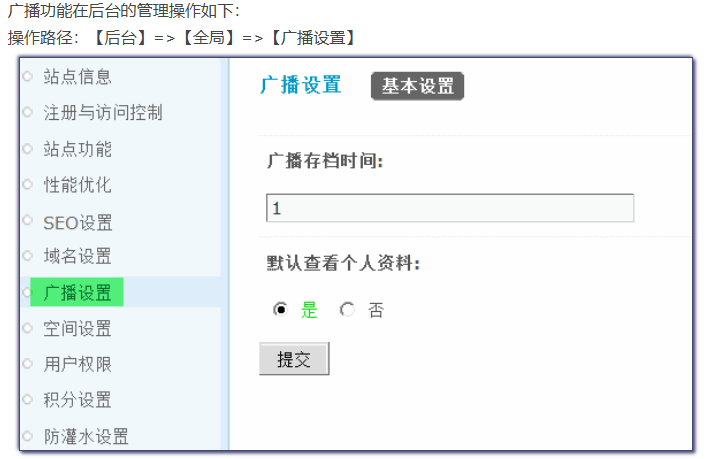 广播功能在后台的管理操作如下：
操作路径：【后台】=>【全局】=>【广播设置】
站点信息
注册与访问控制
站点功能
性能优化
SEO设置
域名设置
广播设置
空间设置
用户权限
积分设置
防灌水设置
广播设置 基本设置
广播存档时间:
1
默认查看个人资料:
是 否
提交